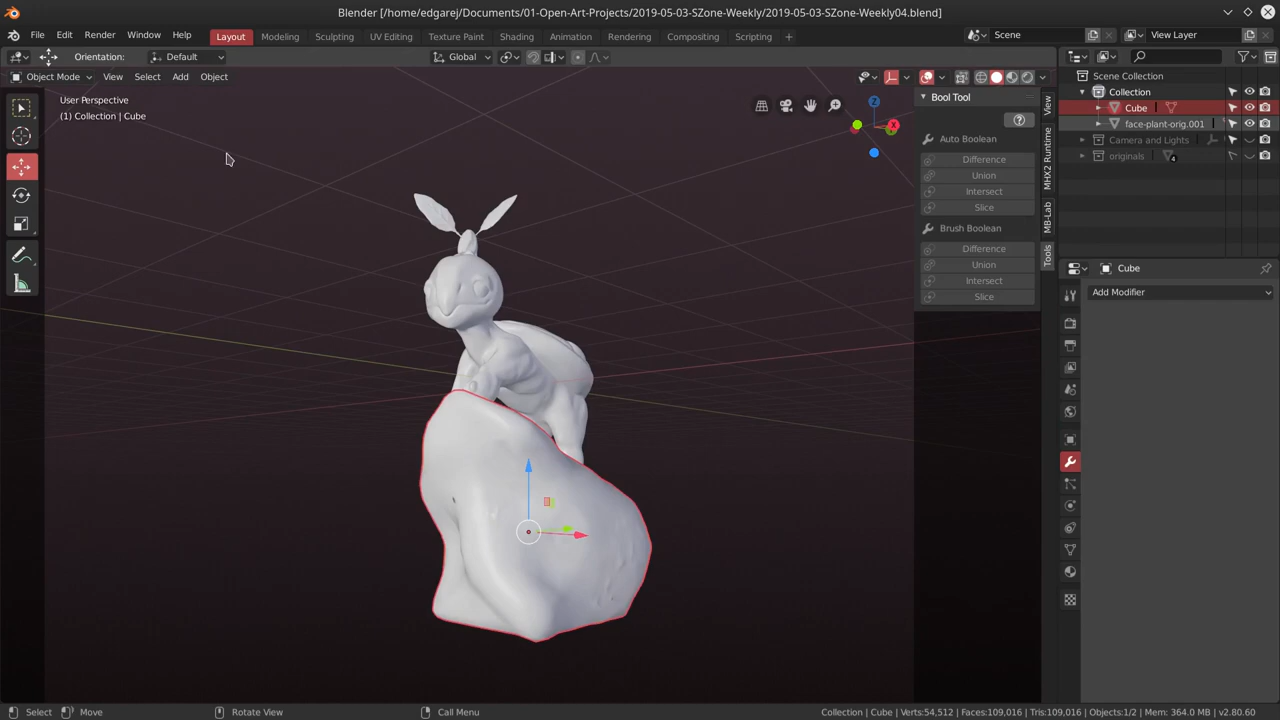 Blender [/home/edgarej/Documents/01-Open-Art-Projects/2019-05-03-SZone-Weekly/2019-05-03-SZone-Weekly04.blend]
File Edit Render Window Help Layout Modeling Sculpting UV Editing Texture Paint Shading Animation Rendering Compositing Scripting + Scene View Layer
Orientation: Default Global
Object Mode View Select Add Object
User Perspective
(1) Collection | Cube
Z
X
Bool Tool
Auto Boolean
Difference
Union
Intersect
Slice
Brush Boolean
Difference
Union
Intersect
Slice
View
MHX2 Runtime
MB-Lab
Tools
Scene Collection
Collection
Cube
face-plant-orig.001
Camera and Lights
originals 4
Cube
Add Modifier
Select Move Rotate View Call Menu Collection | Cube | Verts:54,512 | Faces:109,016 | Tris:109,016 | Objects:1/2 | Mem: 364.0 MB | v2.80.60